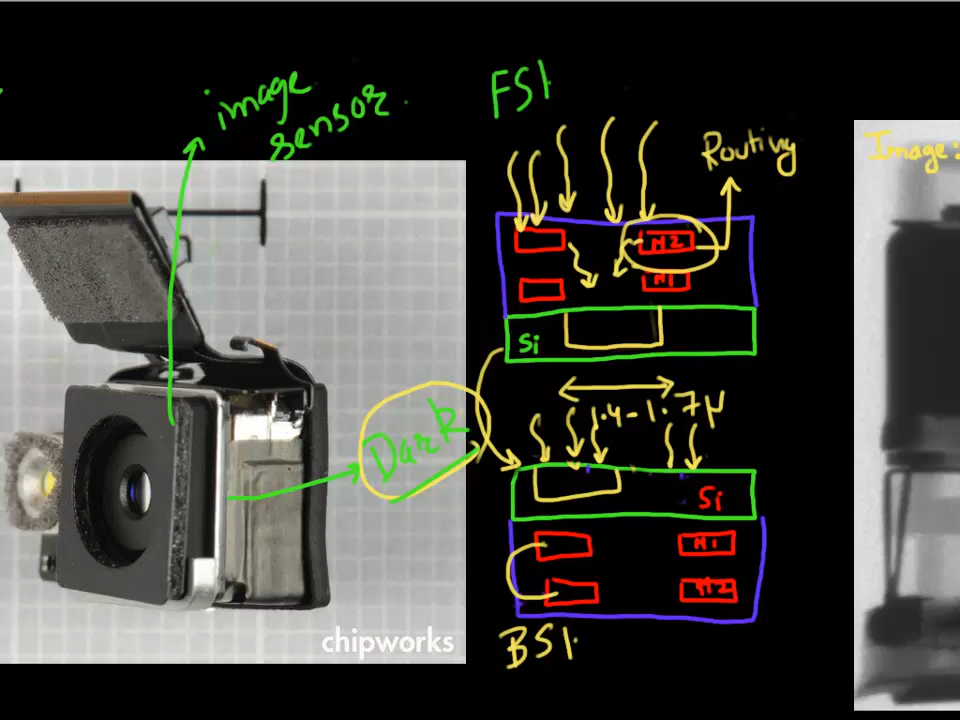 image
sensor.
FSI
Routing
Image:
M2
M1
Si
Dark
1.4-1.7μ
Si
M1
M2
chipworks
BSI